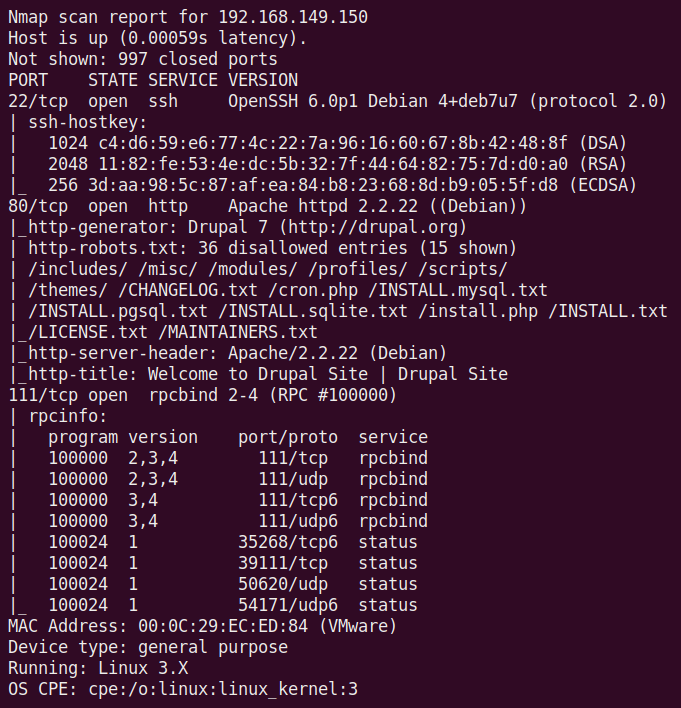 Nmap scan report for 192.168.149.150
Host is up (0.00059s latency).
Not shown: 997 closed ports
PORT    STATE SERVICE VERSION
22/tcp  open  ssh     OpenSSH 6.0p1 Debian 4+deb7u7 (protocol 2.0)
| ssh-hostkey:
|   1024 c4:d6:59:e6:77:4c:22:7a:96:16:60:67:8b:42:48:8f (DSA)
|   2048 11:82:fe:53:4e:dc:5b:32:7f:44:64:82:75:7d:d0:a0 (RSA)
|_  256 3d:aa:98:5c:87:af:ea:84:b8:23:68:8d:b9:05:5f:d8 (ECDSA)
80/tcp  open  http    Apache httpd 2.2.22 ((Debian))
|_http-generator: Drupal 7 (http://drupal.org)
| http-robots.txt: 36 disallowed entries (15 shown)
| /includes/ /misc/ /modules/ /profiles/ /scripts/
| /themes/ /CHANGELOG.txt /cron.php /INSTALL.mysql.txt
| /INSTALL.pgsql.txt /INSTALL.sqlite.txt /install.php /INSTALL.txt
|_/LICENSE.txt /MAINTAINERS.txt
|_http-server-header: Apache/2.2.22 (Debian)
|_http-title: Welcome to Drupal Site | Drupal Site
111/tcp open  rpcbind 2-4 (RPC #100000)
| rpcinfo:
|   program version    port/proto  service
|   100000  2,3,4        111/tcp   rpcbind
|   100000  2,3,4        111/udp   rpcbind
|   100000  3,4          111/tcp6  rpcbind
|   100000  3,4          111/udp6  rpcbind
|   100024  1          35268/tcp6  status
|   100024  1          39111/tcp   status
|   100024  1          50620/udp   status
|_  100024  1          54171/udp6  status
MAC Address: 00:0C:29:EC:ED:84 (VMware)
Device type: general purpose
Running: Linux 3.X
OS CPE: cpe:/o:linux:linux_kernel:3